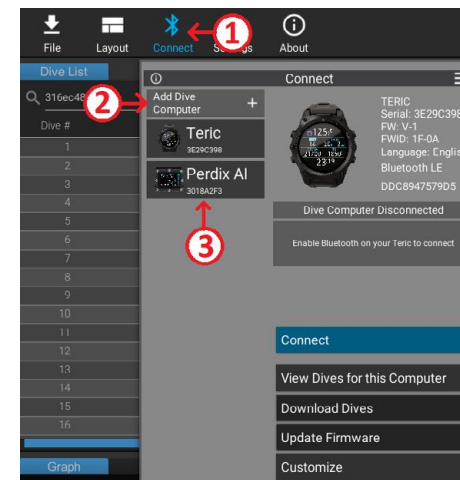 File Layout Connect Settings About
1
Dive List
316ec48
2
Dive #
1
2
3
4
5
6
7
8
9
10
11
12
13
14
15
16
Graph
Connect
Add Dive
Computer +
Teric
3E29C398
Perdix AI
3018A2F3
3
TERIC
Serial: 3E29C398
FW: V-1
FWID: 1F-0A
Language: Englis
Bluetooth LE
DDC8947579D5
Dive Computer Disconnected
Enable Bluetooth on your Teric to connect
Connect
View Dives for this Computer
Download Dives
Update Firmware
Customize